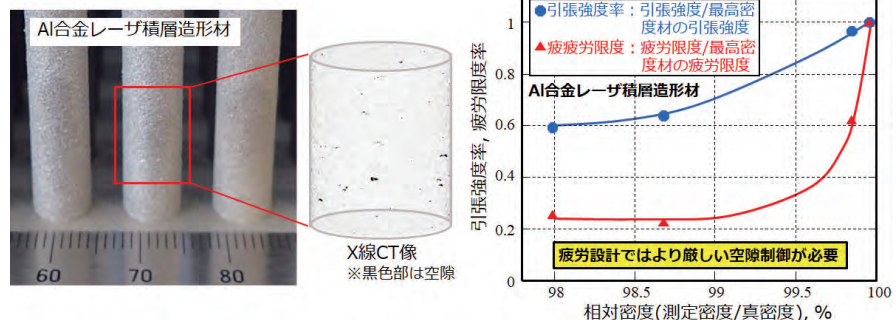 Al合金レーザ積層造形材
60
70
80
X線CT像
※黒色部は空隙
引張強度率, 疲労限度率
1
0.8
0.6
0.4
0.2
0
引張強度率：引張強度/最高密
度材の引張強度
疲疲労限度：疲労限度/最高密
度材の疲労限度
Al合金レーザ積層造形材
疲労設計ではより厳しい空隙制御が必要
98
98.5
99
99.5
100
相対密度(測定密度/真密度), %